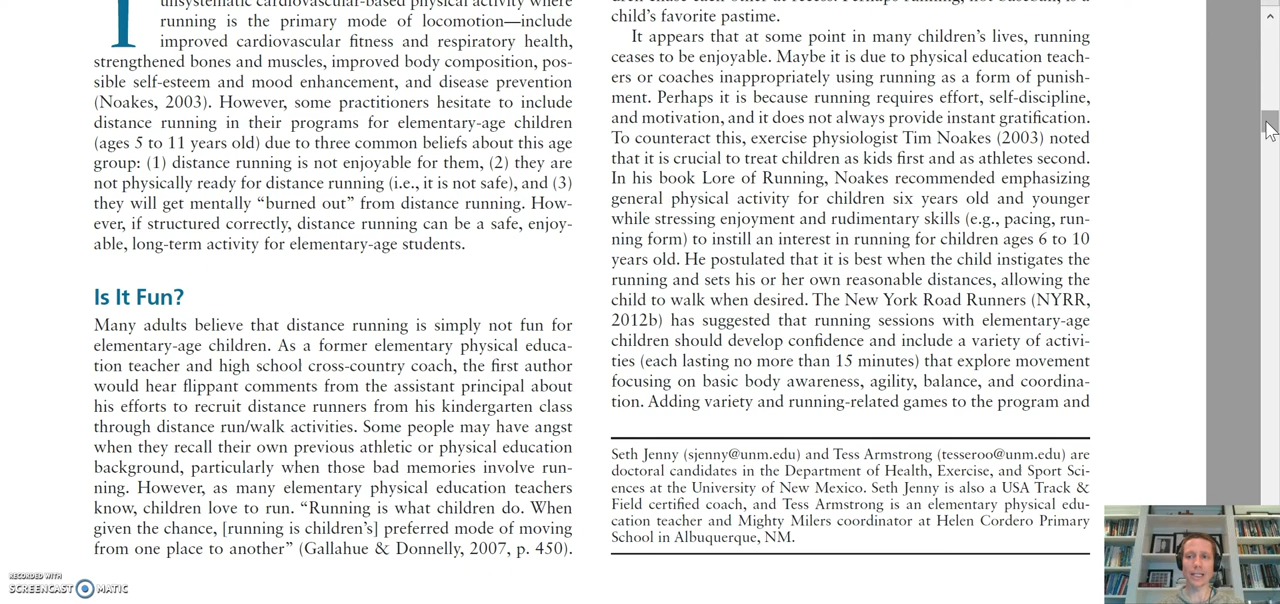 unsystematic cardiovascular-based physical activity where
running is the primary mode of locomotion—include
improved cardiovascular fitness and respiratory health,
strengthened bones and muscles, improved body composition, pos-
sible self-esteem and mood enhancement, and disease prevention
(Noakes, 2003). However, some practitioners hesitate to include
distance running in their programs for elementary-age children
(ages 5 to 11 years old) due to three common beliefs about this age
group: (1) distance running is not enjoyable for them, (2) they are
not physically ready for distance running (i.e., it is not safe), and (3)
they will get mentally “burned out” from distance running. How-
ever, if structured correctly, distance running can be a safe, enjoy-
able, long-term activity for elementary-age students.
Is It Fun?
Many adults believe that distance running is simply not fun for
elementary-age children. As a former elementary physical educa-
tion teacher and high school cross-country coach, the first author
would hear flippant comments from the assistant principal about
his efforts to recruit distance runners from his kindergarten class
through distance run/walk activities. Some people may have angst
when they recall their own previous athletic or physical education
background, particularly when those bad memories involve run-
ning. However, as many elementary physical education teachers
know, children love to run. “Running is what children do. When
given the chance, [running is children’s] preferred mode of moving
from one place to another” (Gallahue & Donnelly, 2007, p. 450).
child’s favorite pastime.
It appears that at some point in many children’s lives, running
ceases to be enjoyable. Maybe it is due to physical education teach-
ers or coaches inappropriately using running as a form of punish-
ment. Perhaps it is because running requires effort, self-discipline,
and motivation, and it does not always provide instant gratification.
To counteract this, exercise physiologist Tim Noakes (2003) noted
that it is crucial to treat children as kids first and as athletes second.
In his book Lore of Running, Noakes recommended emphasizing
general physical activity for children six years old and younger
while stressing enjoyment and rudimentary skills (e.g., pacing, run-
ning form) to instill an interest in running for children ages 6 to 10
years old. He postulated that it is best when the child instigates the
running and sets his or her own reasonable distances, allowing the
child to walk when desired. The New York Road Runners (NYRR,
2012b) has suggested that running sessions with elementary-age
children should develop confidence and include a variety of activi-
ties (each lasting no more than 15 minutes) that explore movement
focusing on basic body awareness, agility, balance, and coordina-
tion. Adding variety and running-related games to the program and
Seth Jenny (sjenny@unm.edu) and Tess Armstrong (tesseroo@unm.edu) are
doctoral candidates in the Department of Health, Exercise, and Sport Sci-
ences at the University of New Mexico. Seth Jenny is also a USA Track &
Field certified coach, and Tess Armstrong is an elementary physical edu-
cation teacher and Mighty Milers coordinator at Helen Cordero Primary
School in Albuquerque, NM.
RECORDED WITH
SCREENCAST MATIC